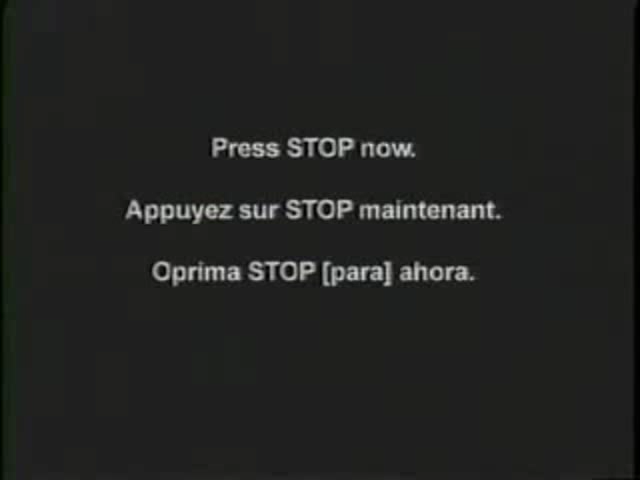 Press STOP now.
Appuyez sur STOP maintenant.
Oprima STOP [para] ahora.